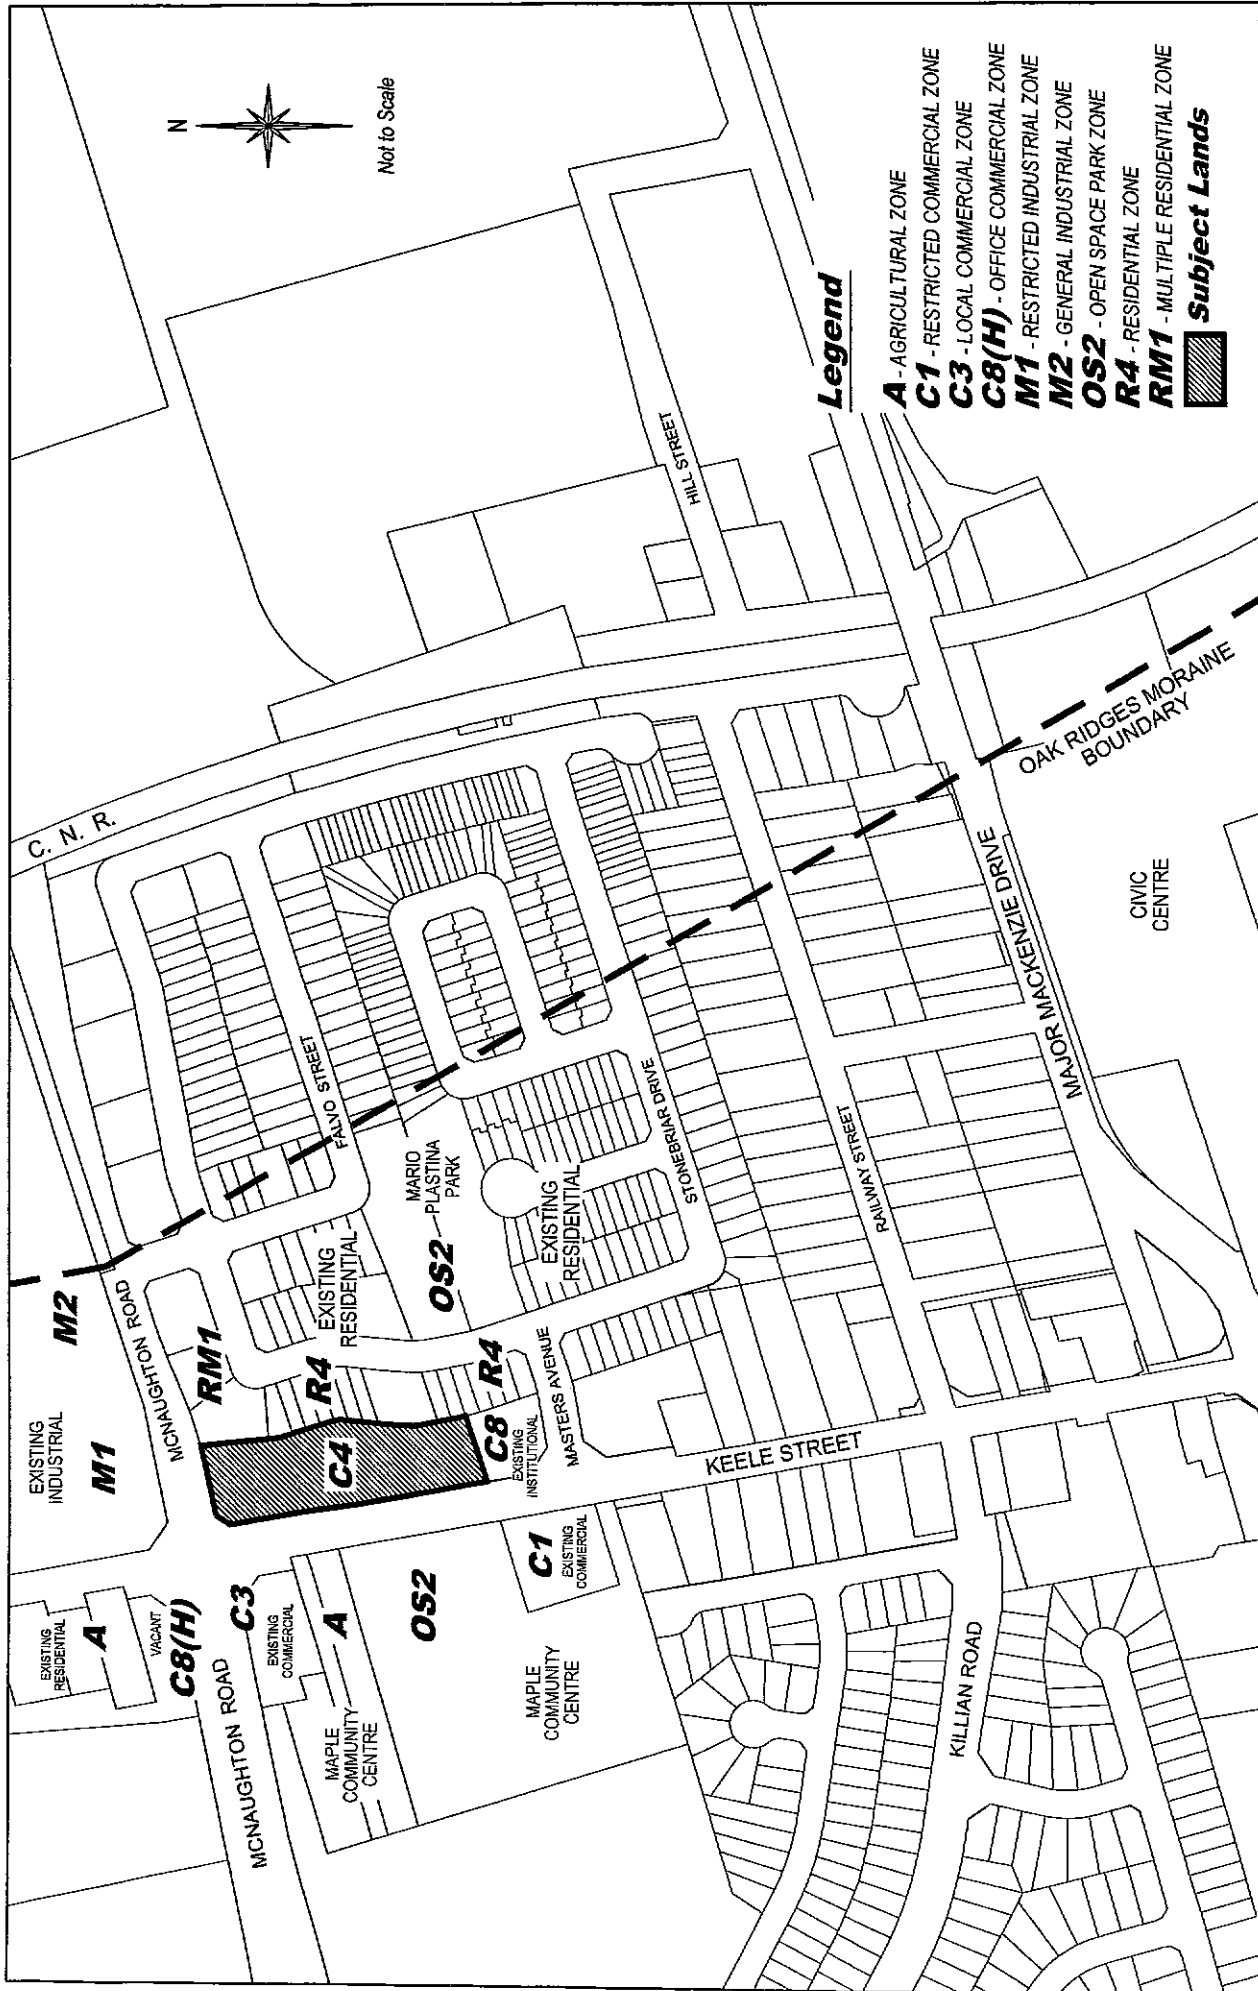 N
Not to Scale
C. N. R.
EXISTING
INDUSTRIAL
M1
M2
MCNAUGHTON ROAD
RM1
EXISTING
RESIDENTIAL
A
VACANT
C8(H)
MCNAUGHTON ROAD
C3
EXISTING
COMMERCIAL
A
MAPLE
COMMUNITY
CENTRE
OS2
MAPLE
COMMUNITY
CENTRE
C1
EXISTING
COMMERCIAL
C4
R4
EXISTING
RESIDENTIAL
FALVO STREET
MARIO
PLASTINA
PARK
OS2
R4
C8
EXISTING
INSTITUTIONAL
EXISTING
RESIDENTIAL
MASTERS AVENUE
STONEBRIAR DRIVE
KEELE STREET
RAILWAY STREET
HILL STREET
KILLIAN ROAD
MAJOR MACKENZIE DRIVE
CIVIC
CENTRE
OAK RIDGES MORAINE
BOUNDARY
Legend
A - AGRICULTURAL ZONE
C1 - RESTRICTED COMMERCIAL ZONE
C3 - LOCAL COMMERCIAL ZONE
C8(H) - OFFICE COMMERCIAL ZONE
M1 - RESTRICTED INDUSTRIAL ZONE
M2 - GENERAL INDUSTRIAL ZONE
OS2 - OPEN SPACE PARK ZONE
R4 - RESIDENTIAL ZONE
RM1 - MULTIPLE RESIDENTIAL ZONE
Subject Lands